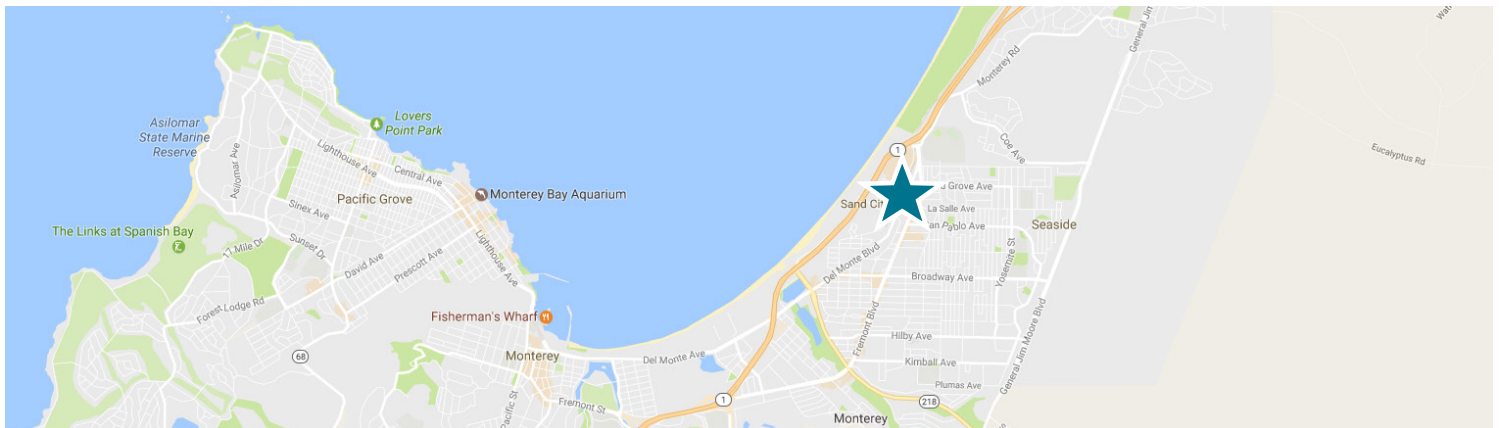 Asilomar
State Marine
Reserve
Lovers
Point Park
Lighthouse Ave
Central Ave
Asilomar Ave
Pacific Grove
Monterey Bay Aquarium
Sinex Ave
The Links at Spanish Bay
17 Mile Dr
Sunset Dr
Lighthouse Ave
David Ave
Prescott Ave
Forest Lodge Rd
Fisherman's Wharf
68
Monterey
Pacific St
Fremont St
Del Monte Ave
1
Monterey Rd
General Jim
Coe Ave
1
Eucalyptus Rd
Grove Ave
Sand
La Salle Ave
Pablo Ave
Seaside
Del Monte Blvd
Broadway Ave
Yosemite St
Fremont Blvd
Hilby Ave
Kimball Ave
General Jim Moore Blvd
Plumas Ave
218
Monterey